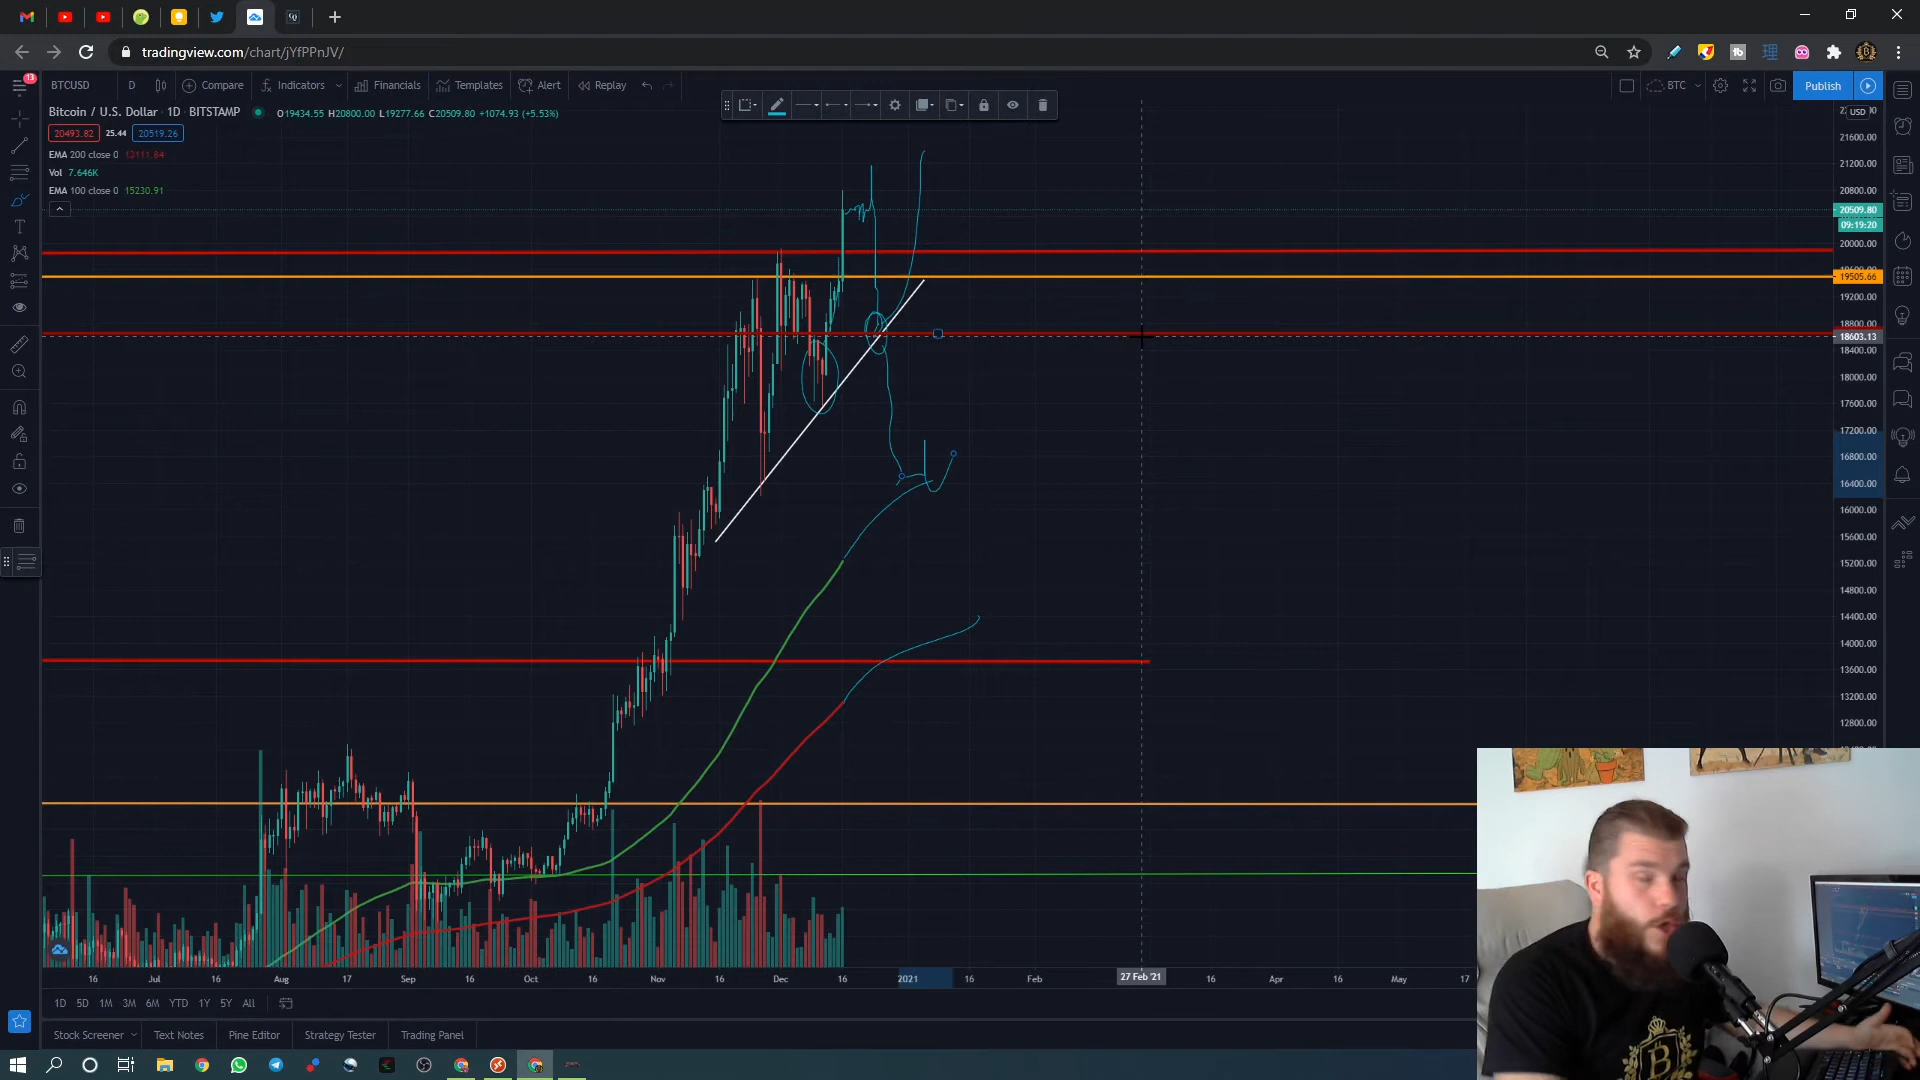 tradingview.com/chart/jYfPPnJV/
13
BTCUSD D Compare Indicators Financials Templates Alert Replay BTC Publish
Bitcoin / U.S. Dollar · 1D · BITSTAMP O19434.55 H20800.00 L19277.66 C20509.80 +1074.93 (+5.53%)
20493.82 25.44 20519.26
EMA 200 close 0 13111.84
Vol 7.646K
EMA 100 close 0 15230.91
USD
21600.00
21200.00
20800.00
20509.80
09:19:20
20000.00
19505.66
19200.00
18800.00
18603.13
18400.00
18000.00
17600.00
17200.00
16800.00
16400.00
16000.00
15600.00
15200.00
14800.00
14400.00
14000.00
13600.00
13200.00
12800.00
16 Jul 16 Aug 17 Sep 16 Oct 16 Nov 16 Dec 16 2021 16 Feb 27 Feb '21 16 Apr 16 May 17
1D 5D 1M 3M 6M YTD 1Y 5Y All
Stock Screener Text Notes Pine Editor Strategy Tester Trading Panel